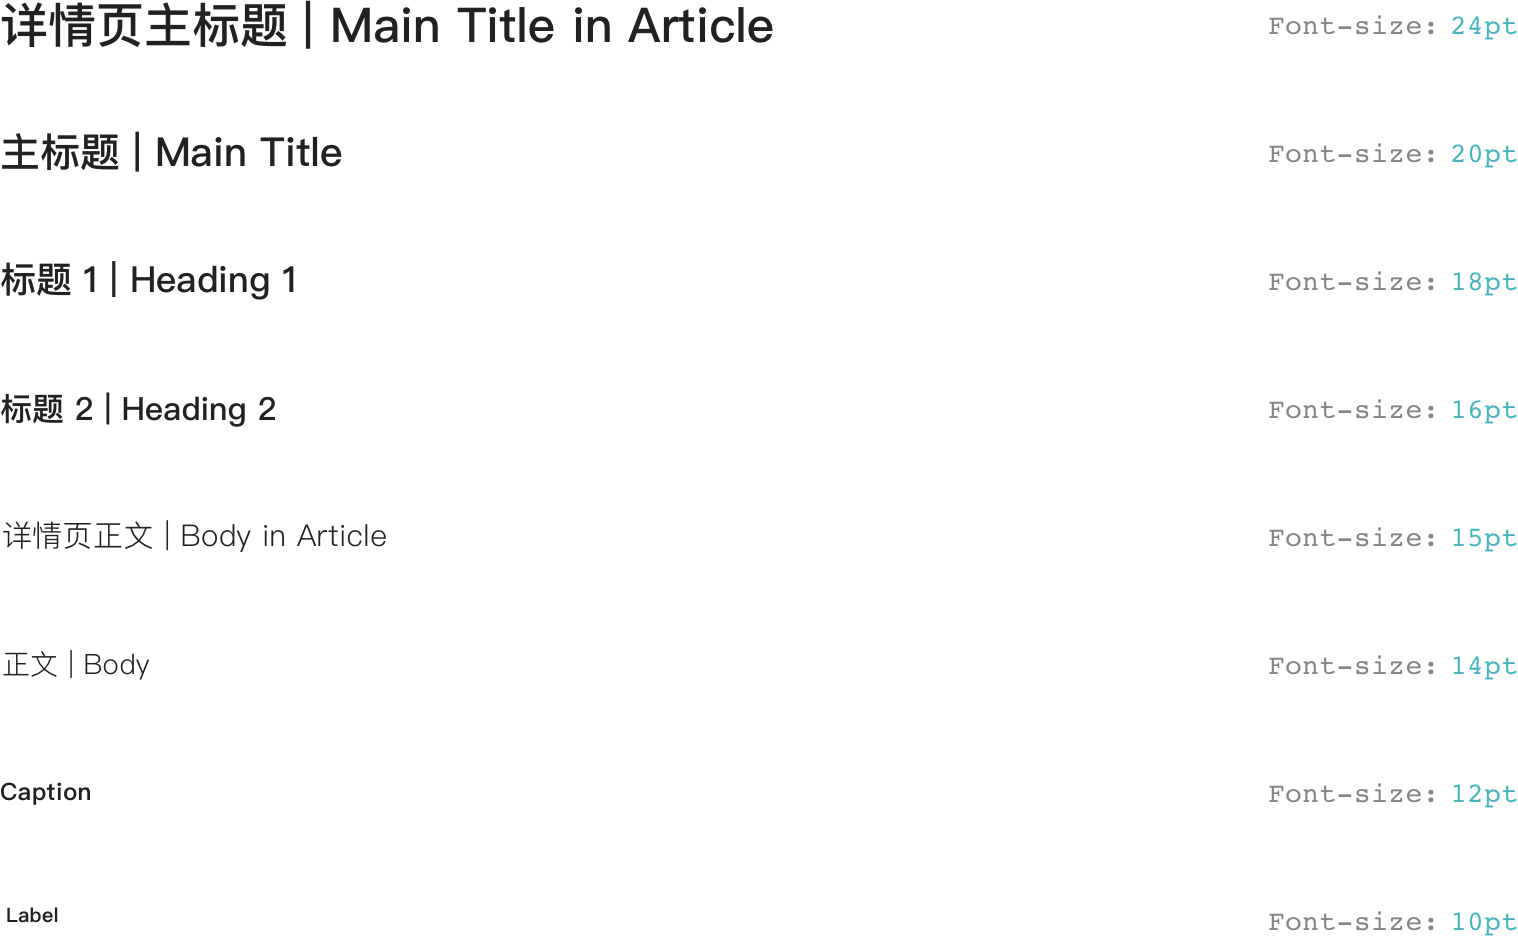 详情页主标题 | Main Title in Article Font-size: 24pt
主标题 | Main Title Font-size: 20pt
标题 1 | Heading 1 Font-size: 18pt
标题 2 | Heading 2 Font-size: 16pt
详情页正文 | Body in Article Font-size: 15pt
正文 | Body Font-size: 14pt
Caption Font-size: 12pt
Label Font-size: 10pt